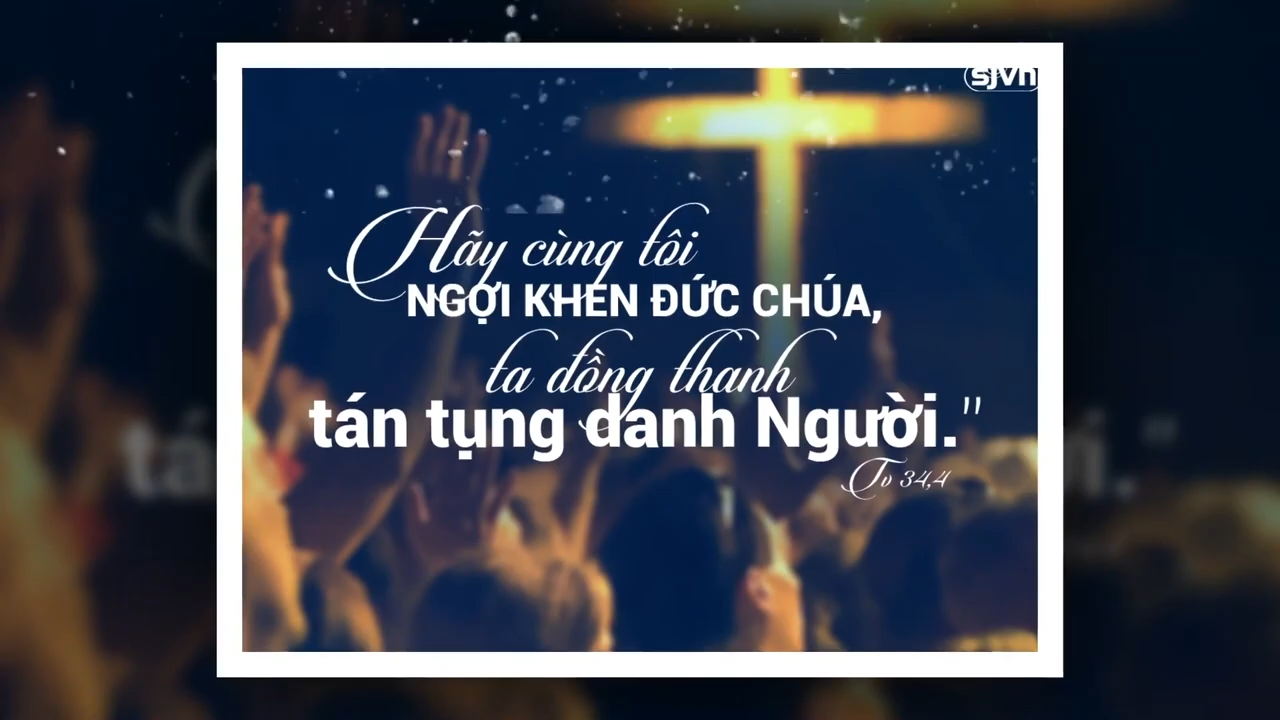 sjvn
Hãy cùng tôi
NGỢI KHEN ĐỨC CHÚA,
ta đồng thanh
tán tụng danh Người."
Tv 34,4